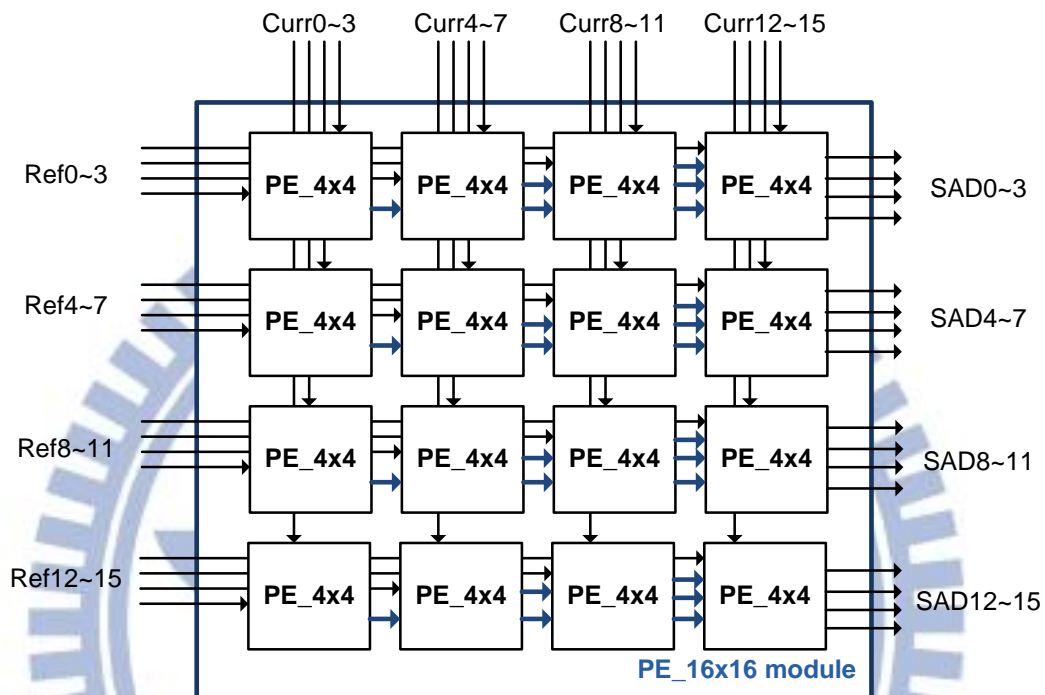 Curr0~3 Curr4~7 Curr8~11 Curr12~15
Ref0~3 PE_4x4 PE_4x4 PE_4x4 PE_4x4 SAD0~3
Ref4~7 PE_4x4 PE_4x4 PE_4x4 PE_4x4 SAD4~7
Ref8~11 PE_4x4 PE_4x4 PE_4x4 PE_4x4 SAD8~11
Ref12~15 PE_4x4 PE_4x4 PE_4x4 PE_4x4 SAD12~15
PE_16x16 module